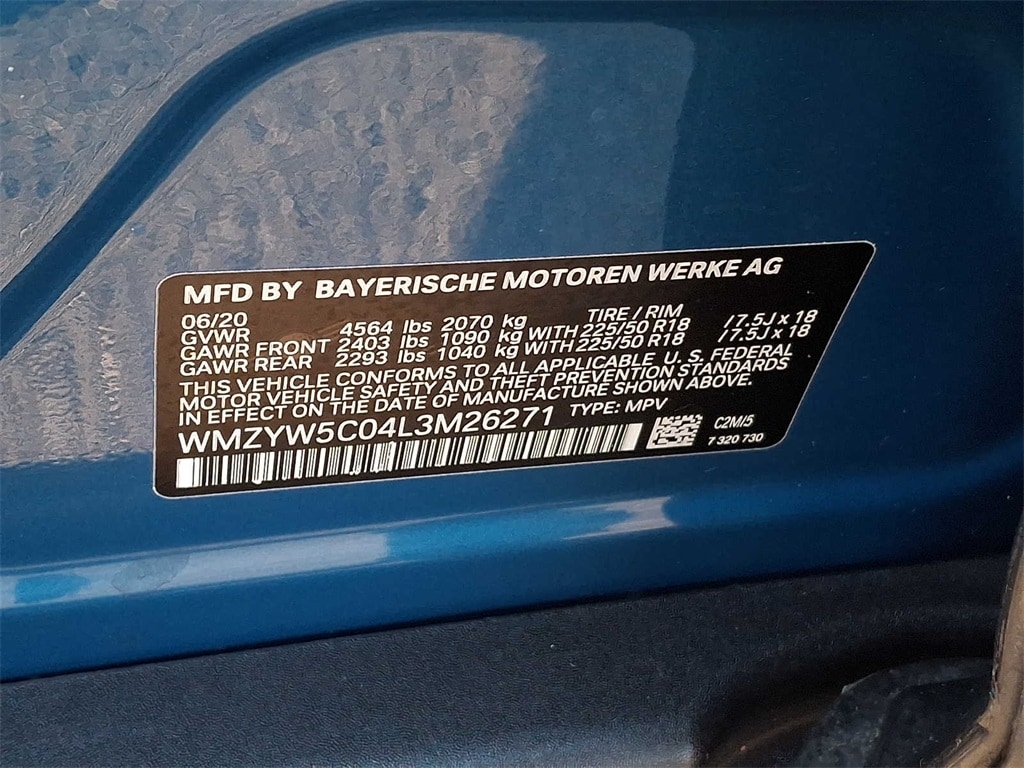 MFD BY BAYERISCHE MOTOREN WERKE AG
06/20 TIRE / RIM
GVWR 4564 lbs 2070 kg
GAWR FRONT 2403 lbs 1090 kg WITH 225/50 R18 /7.5J x 18
GAWR REAR 2293 lbs 1040 kg WITH 225/50 R18 /7.5J x 18
THIS VEHICLE CONFORMS TO ALL APPLICABLE U. S. FEDERAL
MOTOR VEHICLE SAFETY AND THEFT PREVENTION STANDARDS
IN EFFECT ON THE DATE OF MANUFACTURE SHOWN ABOVE.
WMZYW5C04L3M26271 TYPE: MPV
C2M/5
7 320 730